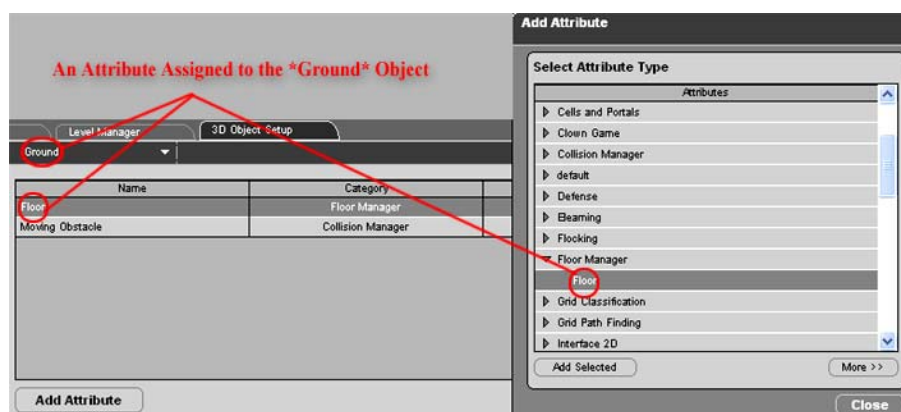 An Attribute Assigned to the *Ground* Object
Level Manager
3D Object Setup
Ground
Name
Category
Floor
Floor Manager
Moving Obstacle
Collision Manager
Add Attribute
Add Attribute
Select Attribute Type
Attributes
Cells and Portals
Clown Game
Collision Manager
default
Defense
Elearning
Flocking
Floor Manager
Floor
Grid Classification
Grid Path Finding
Interface 2D
Add Selected
More >>
Close